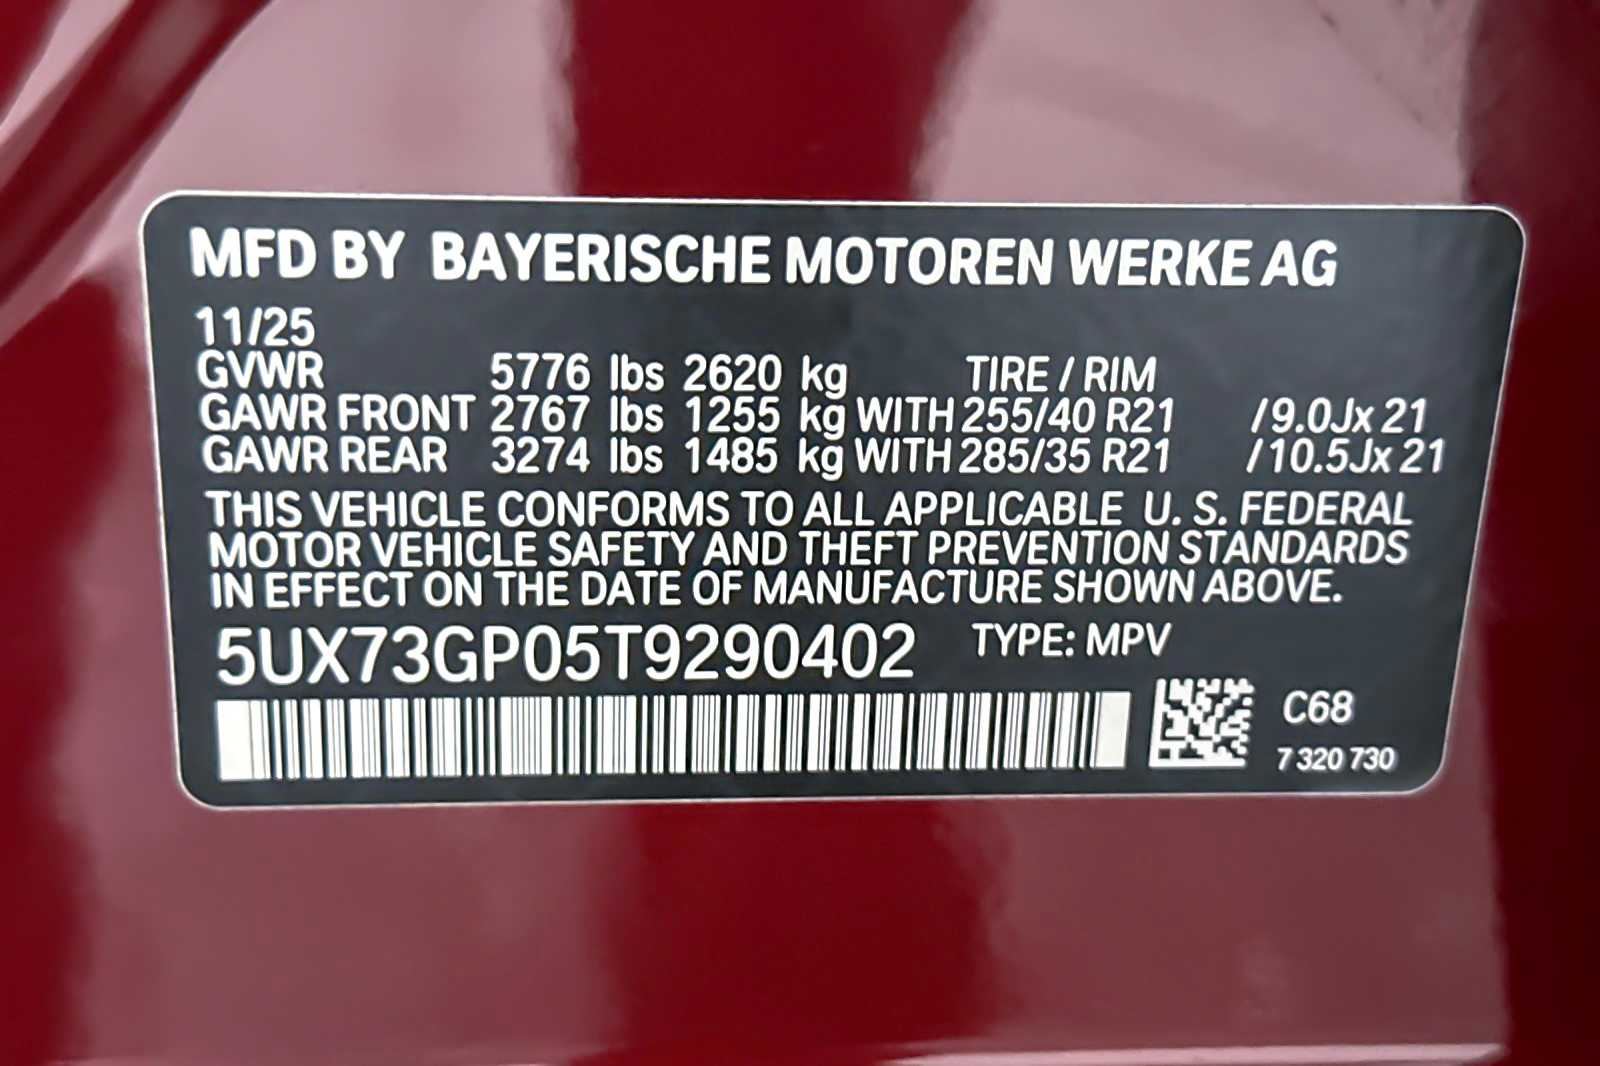 MFD BY BAYERISCHE MOTOREN WERKE AG
11/25
GVWR 5776 lbs 2620 kg TIRE / RIM
GAWR FRONT 2767 lbs 1255 kg WITH 255/40 R21 /9.0Jx 21
GAWR REAR 3274 lbs 1485 kg WITH 285/35 R21 /10.5Jx 21
THIS VEHICLE CONFORMS TO ALL APPLICABLE U. S. FEDERAL
MOTOR VEHICLE SAFETY AND THEFT PREVENTION STANDARDS
IN EFFECT ON THE DATE OF MANUFACTURE SHOWN ABOVE.
5UX73GP05T9290402 TYPE: MPV
C68
7 320 730